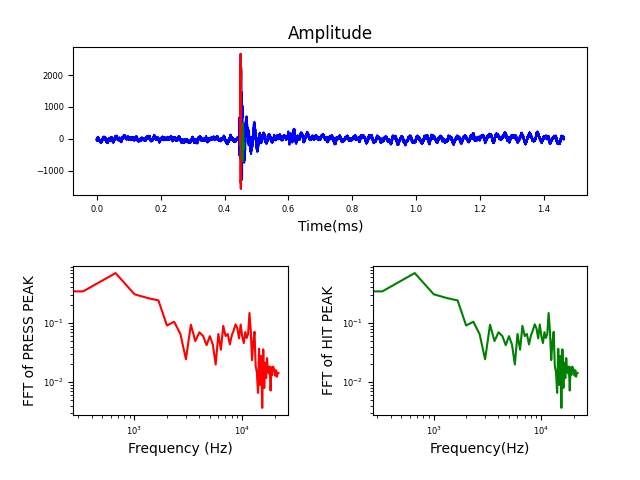 Amplitude
2000
1000
0
−1000
0.0 0.2 0.4 0.6 0.8 1.0 1.2 1.4
Time(ms)
FFT of PRESS PEAK
10⁻¹
10⁻²
10³ 10⁴
Frequency (Hz)
FFT of HIT PEAK
10⁻¹
10⁻²
10³ 10⁴
Frequency(Hz)